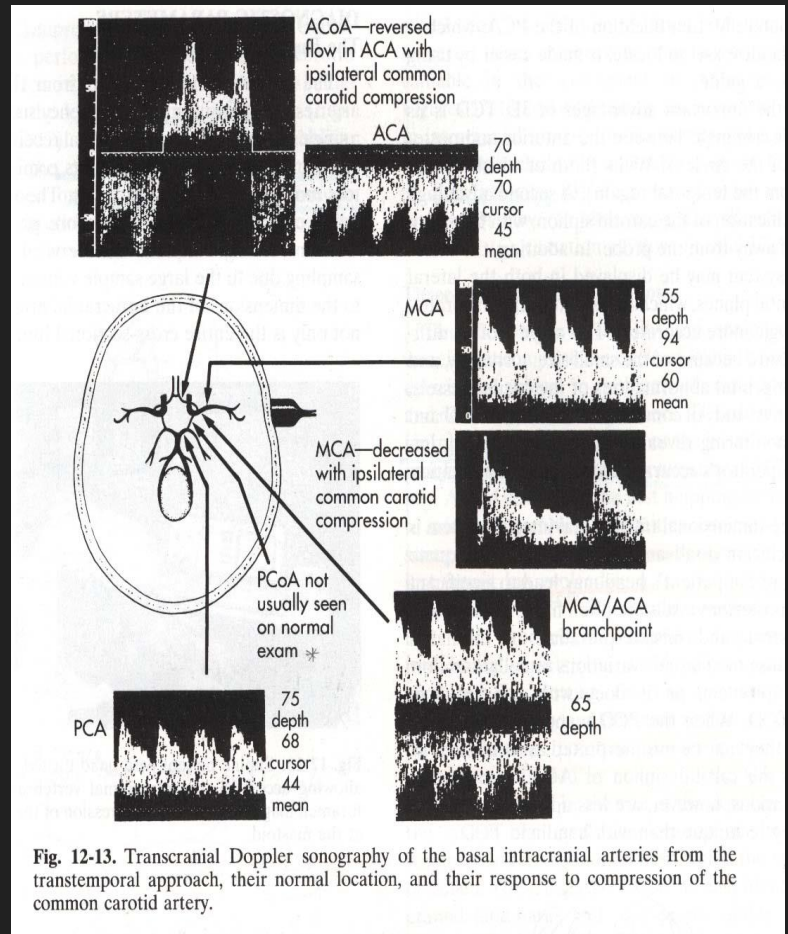 ACoA—reversed
flow in ACA with
ipsilateral common
carotid compression
ACA
70
depth
70
cursor
45
mean
MCA
100
50
0
55
depth
94
cursor
60
mean
MCA—decreased
with ipsilateral
common carotid
compression
PCoA not
usually seen
on normal
exam *
MCA/ACA
branchpoint
65
depth
PCA
75
depth
68
cursor
44
mean
Fig. 12-13. Transcranial Doppler sonography of the basal intracranial arteries from the
transtemporal approach, their normal location, and their response to compression of the
common carotid artery.